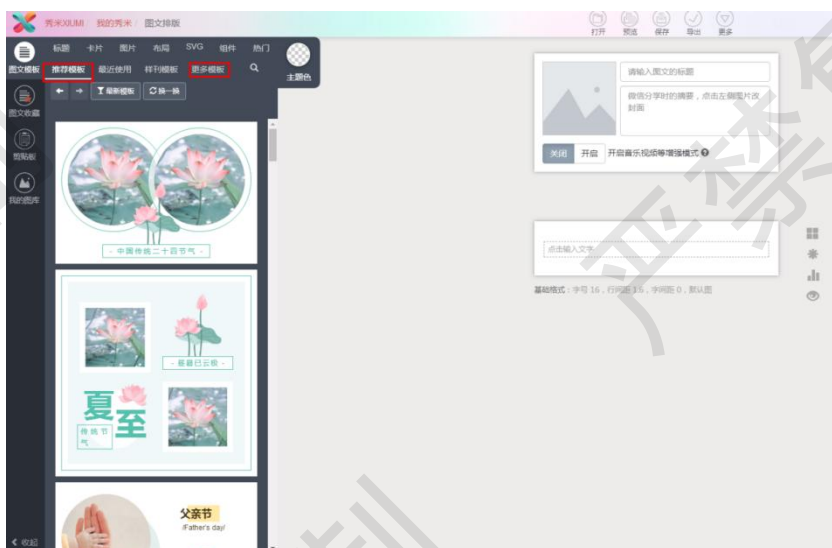 秀米XIUMI 我的秀米 / 图文排版
打开 预览 保存 导出 更多
图文模板
图文收藏
剪贴板
我的图库
收起
标题 卡片 图片 布局 SVG 组件 热门
推荐模板 最近使用 样刊模板 更多模板
主题色
最新模板 换一换
- 中国传统二十四节气 -
夏至
传统节气
父亲节
/Father's day/
请输入图文的标题
微信分享时的摘要，点击左侧图片改封面
关闭 开启 开启音乐视频等增强模式
点击输入文字
基础格式：字号 16，行间距 1.6，字间距 0，默认图
严禁